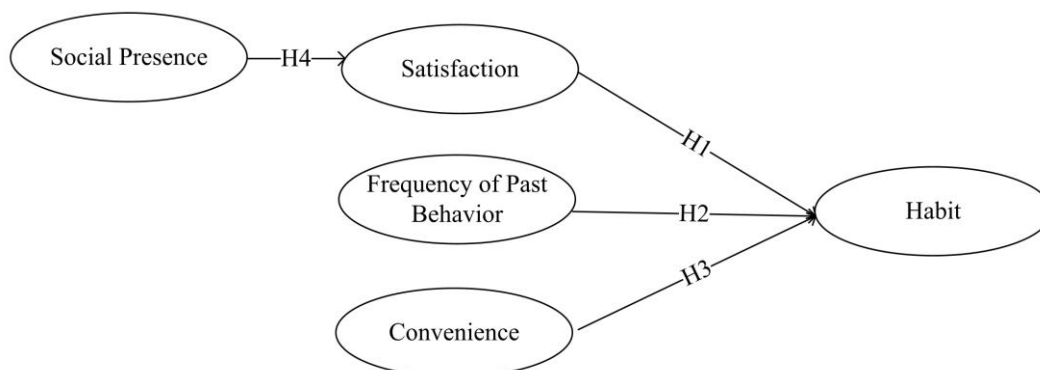 Social Presence
H4
Satisfaction
H1
Frequency of Past
Behavior
H2
Habit
H3
Convenience